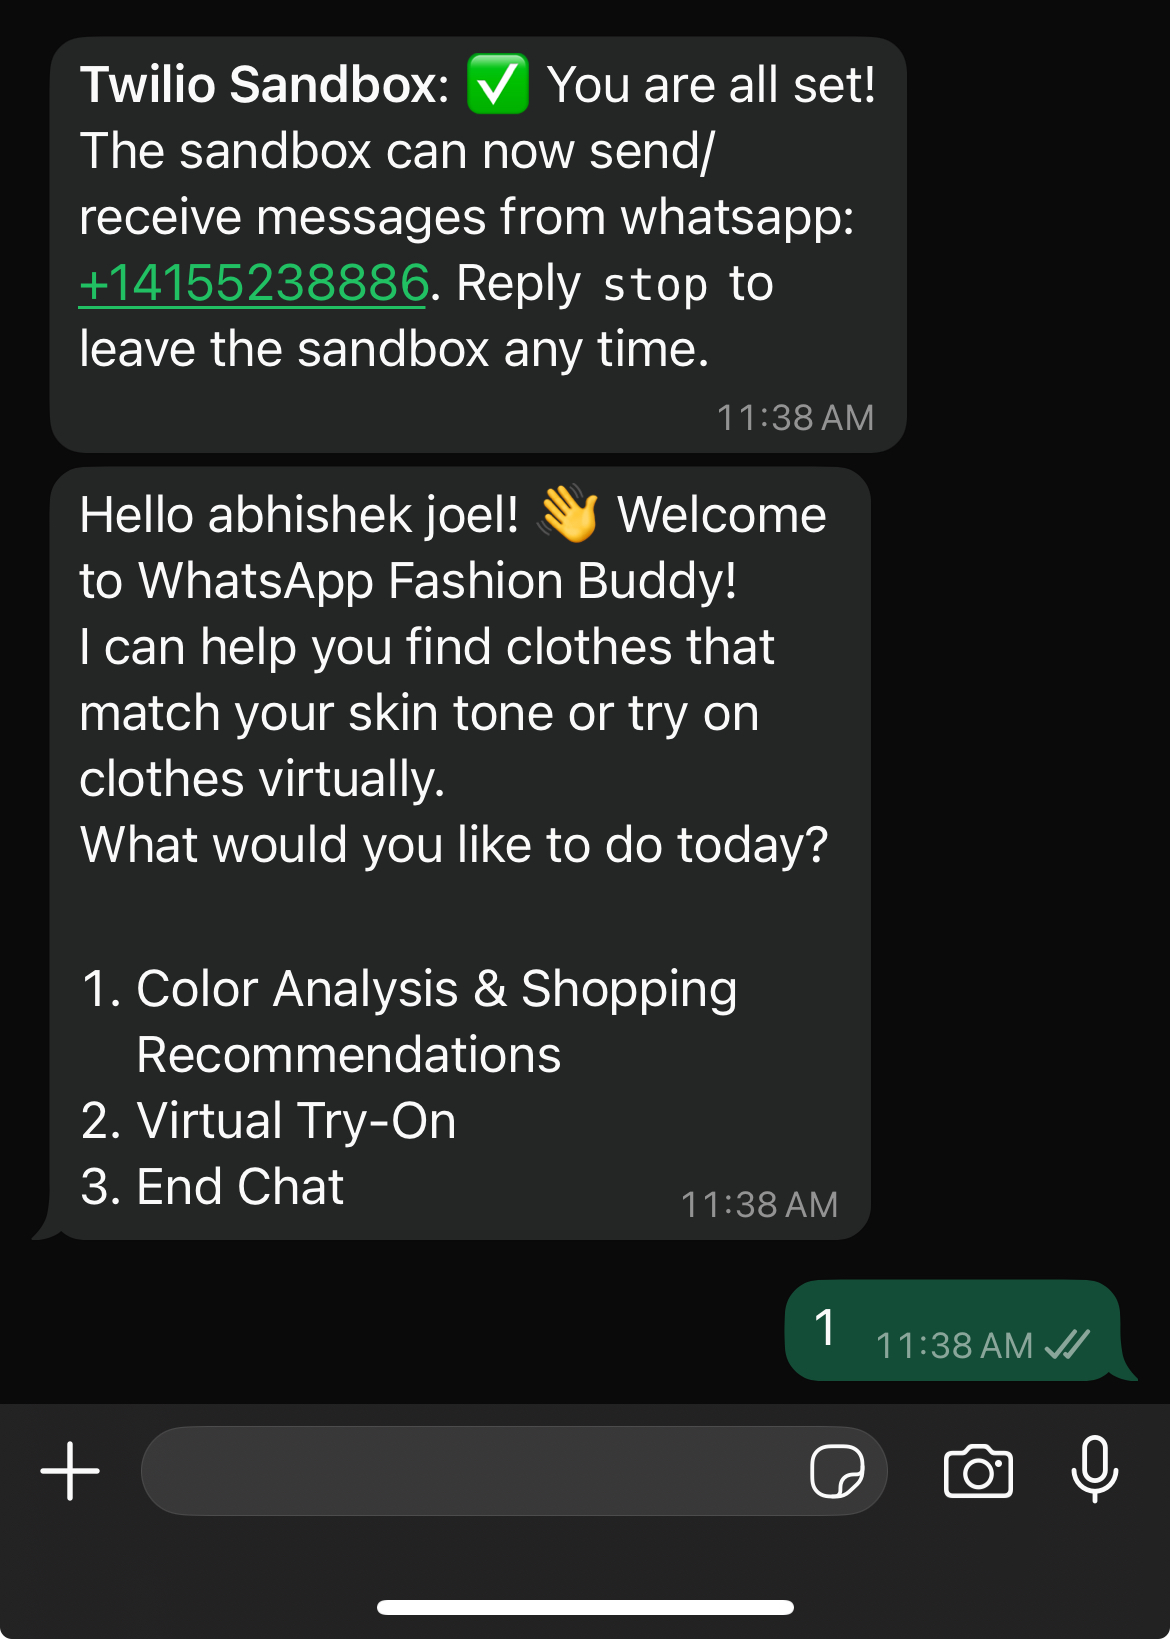 Twilio Sandbox: ✅ You are all set!
The sandbox can now send/
receive messages from whatsapp:
+14155238886. Reply stop to
leave the sandbox any time.
11:38 AM
Hello abhishek joel! 👋 Welcome
to WhatsApp Fashion Buddy!
I can help you find clothes that
match your skin tone or try on
clothes virtually.
What would you like to do today?
1. Color Analysis & Shopping
Recommendations
2. Virtual Try-On
3. End Chat
11:38 AM
1 11:38 AM